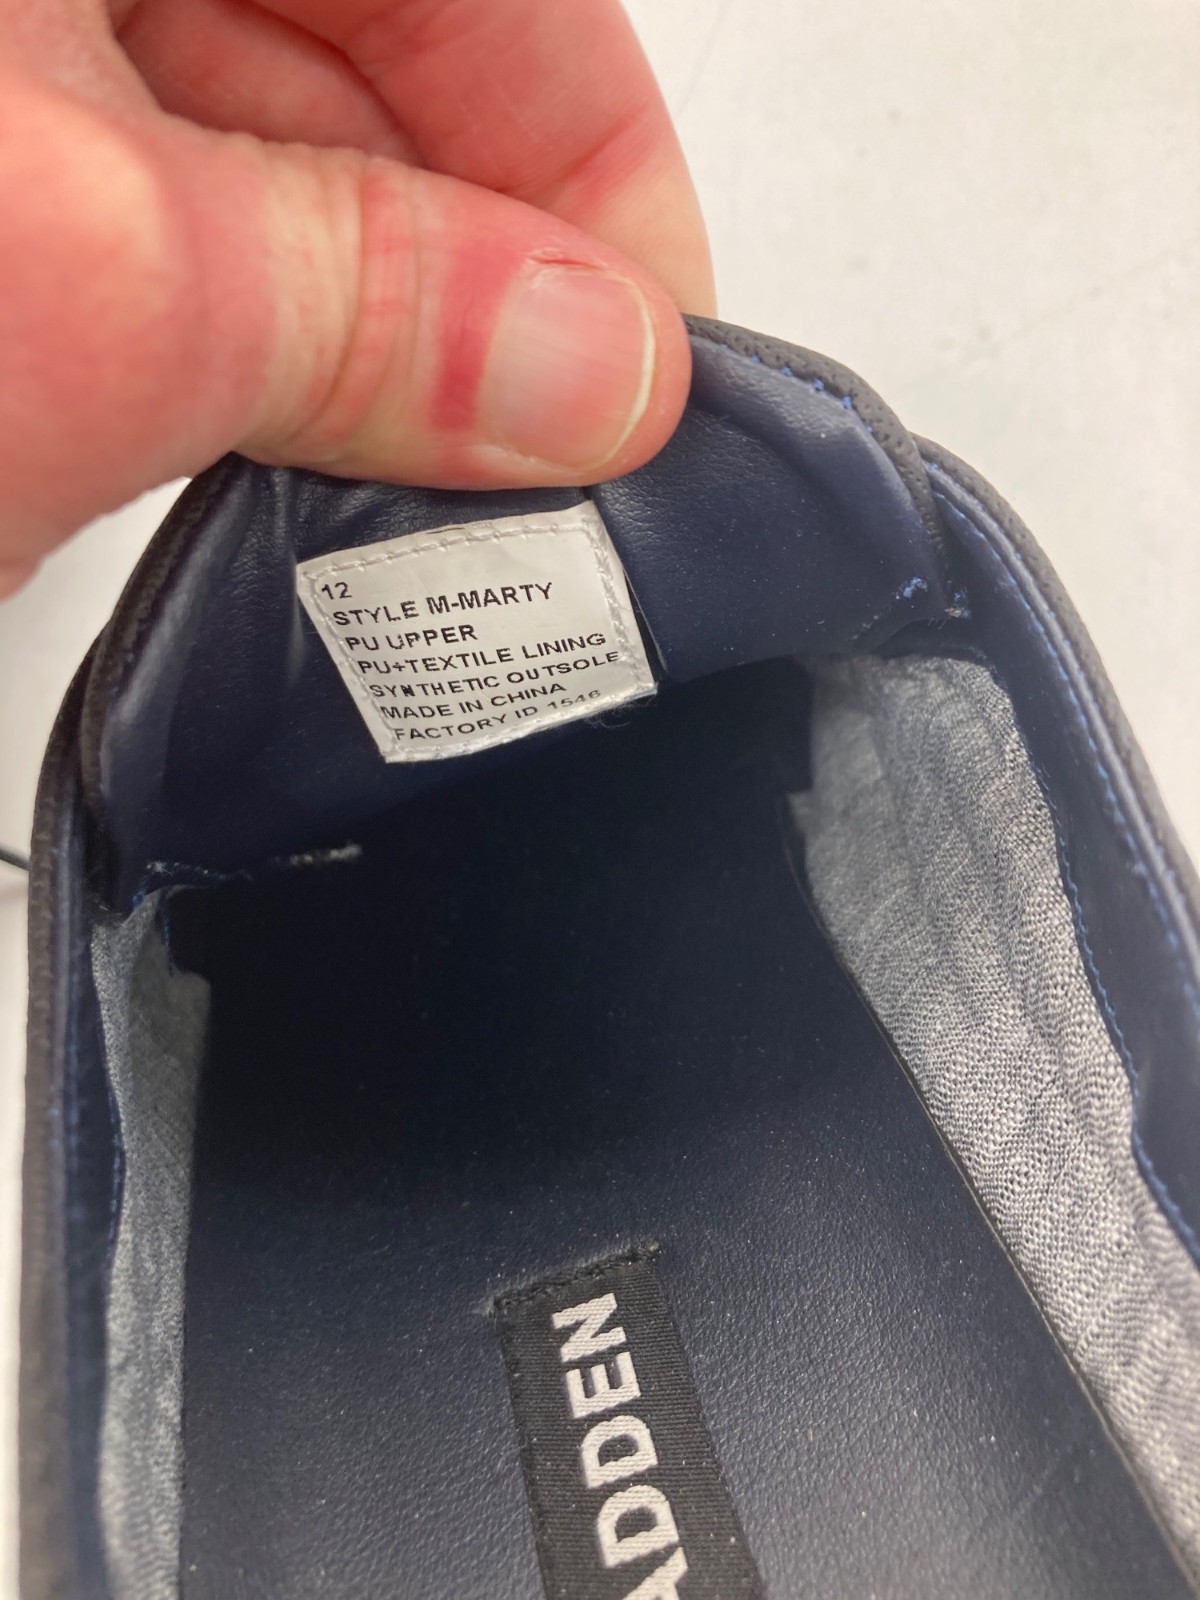 12
STYLE M-MARTY
PU UPPER
PU+TEXTILE LINING
SYNTHETIC OUTSOLE
MADE IN CHINA
FACTORY ID 1546
ADDEN